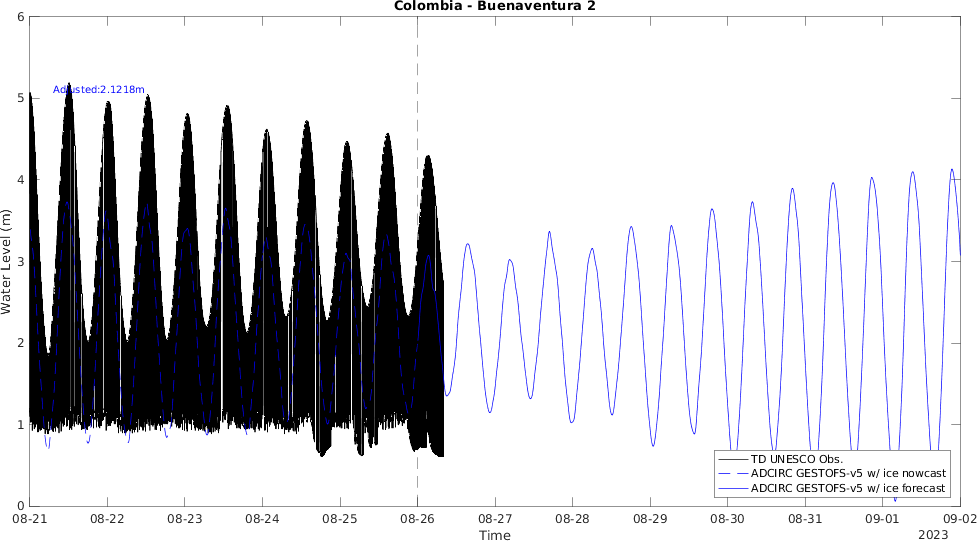 Colombia - Buenaventura 2
6
5
4
3
2
1
0
Water Level (m)
Adjusted:2.1218m
TD UNESCO Obs.
ADCIRC GESTOFS-v5 w/ ice nowcast
ADCIRC GESTOFS-v5 w/ ice forecast
08-21 08-22 08-23 08-24 08-25 08-26 08-27 08-28 08-29 08-30 08-31 09-01 09-02
Time
2023